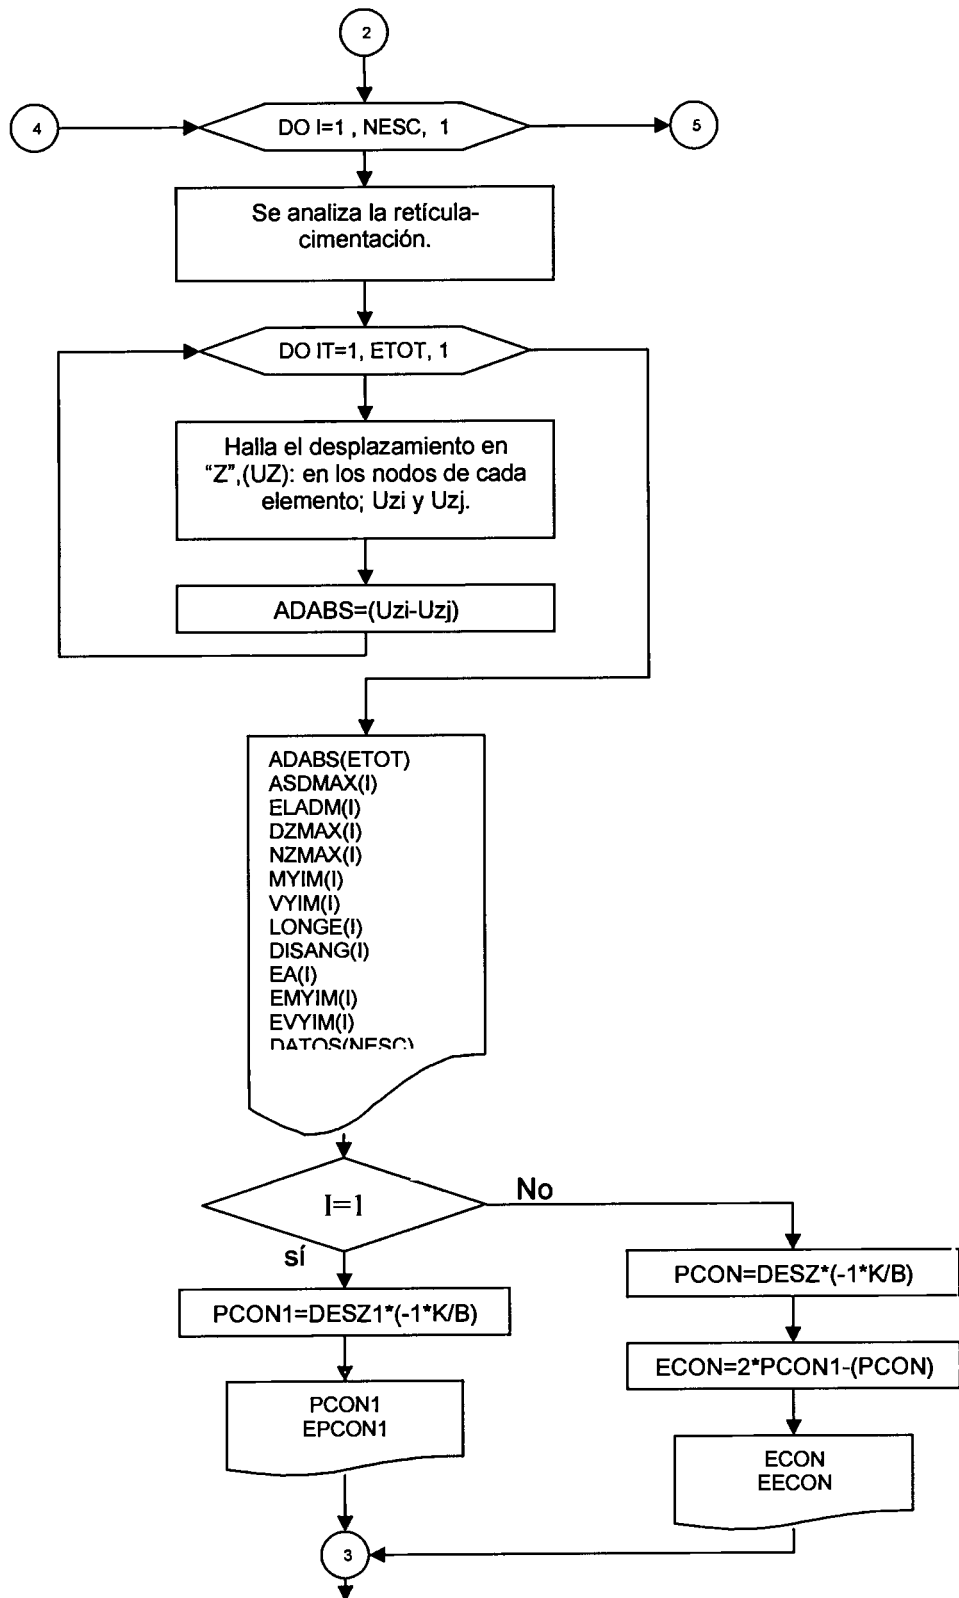 2
4
DO I=1 , NESC, 1
5
Se analiza la retícula-
cimentación.
DO IT=1, ETOT, 1
Halla el desplazamiento en
“Z”,(UZ): en los nodos de cada
elemento; Uzi y Uzj.
ADABS=(Uzi-Uzj)
ADABS(ETOT)
ASDMAX(I)
ELADM(I)
DZMAX(I)
NZMAX(I)
MYIM(I)
VYIM(I)
LONGE(I)
DISANG(I)
EA(I)
EMYIM(I)
EVYIM(I)
DATOS(NESC)
I=1
No
sí
PCON1=DESZ1*(-1*K/B)
PCON=DESZ*(-1*K/B)
ECON=2*PCON1-(PCON)
PCON1
EPCON1
ECON
EECON
3